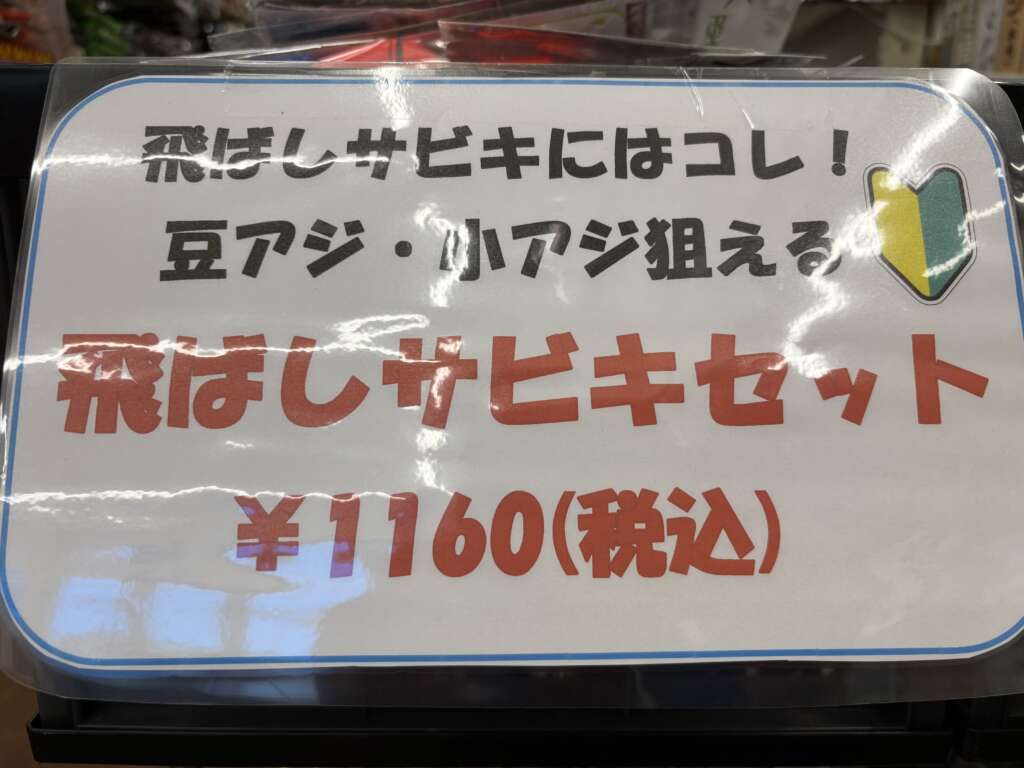 飛ばしサビキにはコレ！
豆アジ・小アジ狙える
飛ばしサビキセット
¥1160(税込)